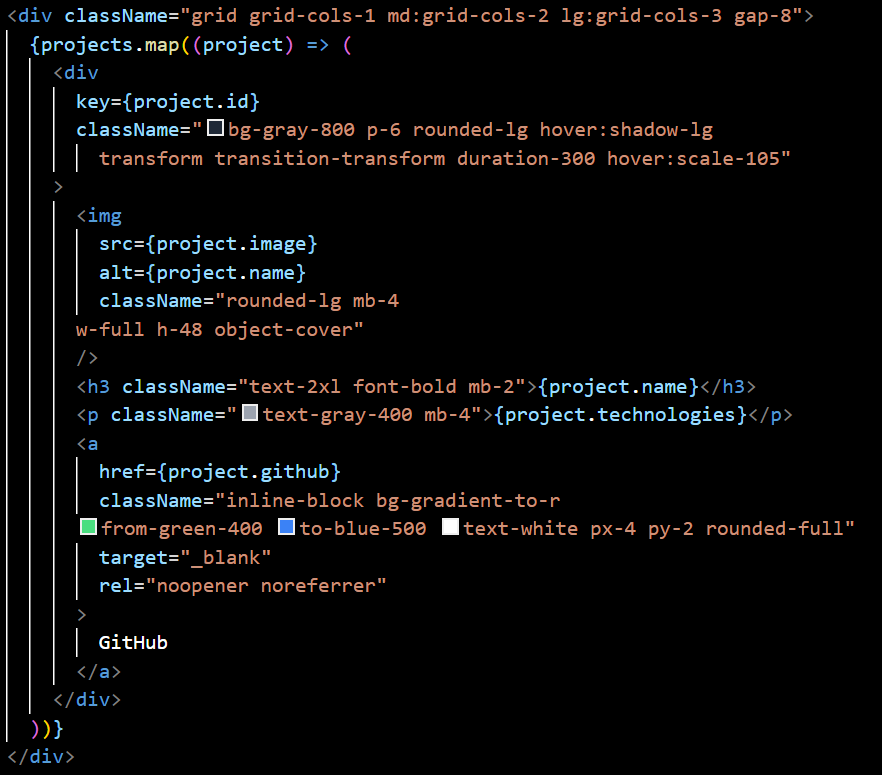 <div className="grid grid-cols-1 md:grid-cols-2 lg:grid-cols-3 gap-8">
  {projects.map((project) => (
    <div
      key={project.id}
      className="bg-gray-800 p-6 rounded-lg hover:shadow-lg
        transform transition-transform duration-300 hover:scale-105"
    >
      <img
        src={project.image}
        alt={project.name}
        className="rounded-lg mb-4
      w-full h-48 object-cover"
      />
      <h3 className="text-2xl font-bold mb-2">{project.name}</h3>
      <p className="text-gray-400 mb-4">{project.technologies}</p>
      <a
        href={project.github}
        className="inline-block bg-gradient-to-r
      from-green-400 to-blue-500 text-white px-4 py-2 rounded-full"
        target="_blank"
        rel="noopener noreferrer"
      >
        GitHub
      </a>
    </div>
  ))}
</div>